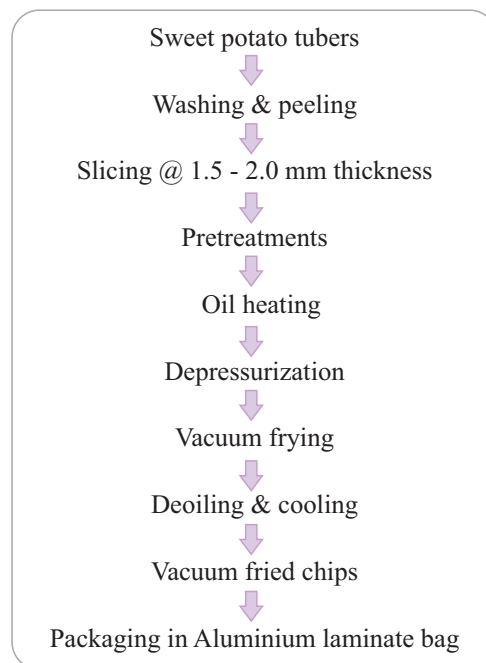 Sweet potato tubers
Washing & peeling
Slicing @ 1.5 - 2.0 mm thickness
Pretreatments
Oil heating
Depressurization
Vacuum frying
Deoiling & cooling
Vacuum fried chips
Packaging in Aluminium laminate bag